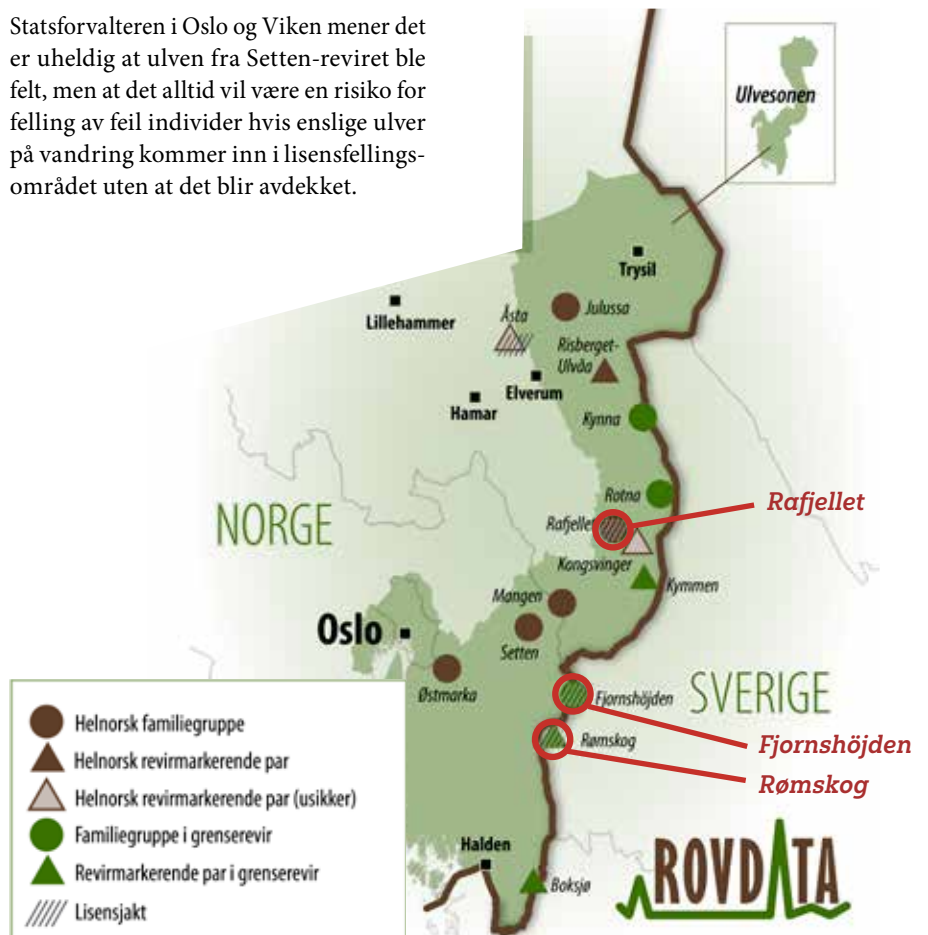 Statsforvalteren i Oslo og Viken mener det
er uheldig at ulven fra Setten-reviret ble
felt, men at det alltid vil være en risiko for
felling av feil individer hvis enslige ulver
på vandring kommer inn i lisensfellings-
området uten at det blir avdekket.
Ulvesonen
Trysil
Julussa
Lillehammer
Åsta
Risberget-
Ulvåa
Elverum
Hamar
Kynna
Rotna
Rafjellet
NORGE
Rafjellet
Kongsvinger
Kymmen
Mangen
Oslo
Setten
Østmarka
SVERIGE
Fjornshöjden
Rømskog
Fjornshöjden
Rømskog
Helnorsk familiegruppe
Helnorsk revirmarkerende par
Helnorsk revirmarkerende par (usikker)
Familiegruppe i grenserevir
Revirmarkerende par i grenserevir
Lisensjakt
Halden
Boksjø
ROVDATA